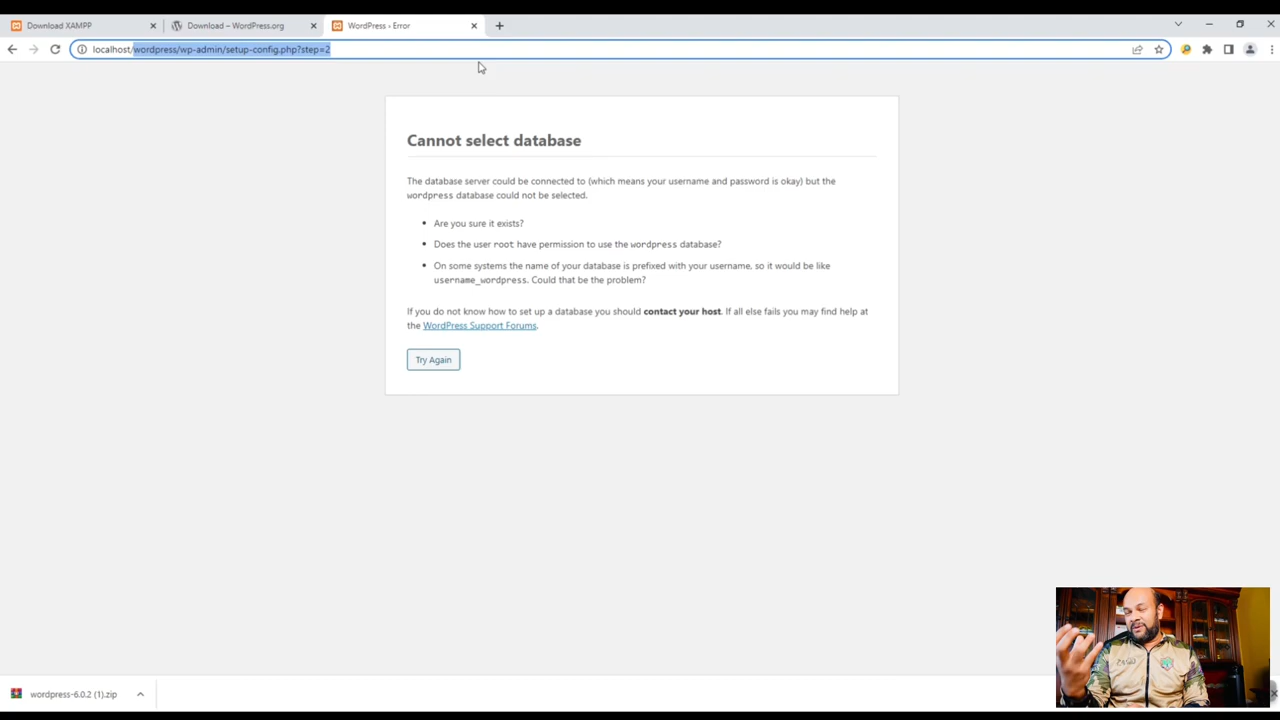 Download XAMPP
Download – WordPress.org
WordPress › Error
localhost/wordpress/wp-admin/setup-config.php?step=2
Cannot select database
The database server could be connected to (which means your username and password is okay) but the
wordpress database could not be selected.
• Are you sure it exists?
• Does the user root have permission to use the wordpress database?
• On some systems the name of your database is prefixed with your username, so it would be like
username_wordpress. Could that be the problem?
If you do not know how to set up a database you should contact your host. If all else fails you may find help at
the WordPress Support Forums.
Try Again
wordpress-6.0.2 (1).zip